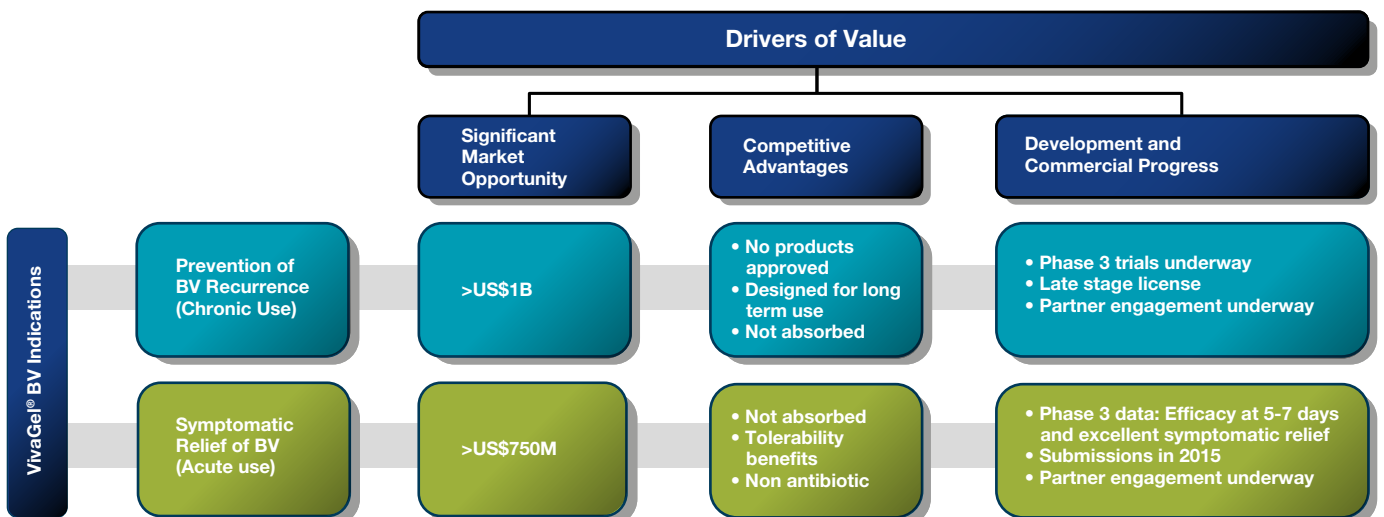 Drivers of Value
Significant
Market
Opportunity
Competitive
Advantages
Development and
Commercial Progress
VivaGel® BV Indications
Prevention of
BV Recurrence
(Chronic Use)
>US$1B
• No products
approved
• Designed for long
term use
• Not absorbed
• Phase 3 trials underway
• Late stage license
• Partner engagement underway
Symptomatic
Relief of BV
(Acute use)
>US$750M
• Not absorbed
• Tolerability
benefits
• Non antibiotic
• Phase 3 data: Efficacy at 5-7 days
and excellent symptomatic relief
• Submissions in 2015
• Partner engagement underway